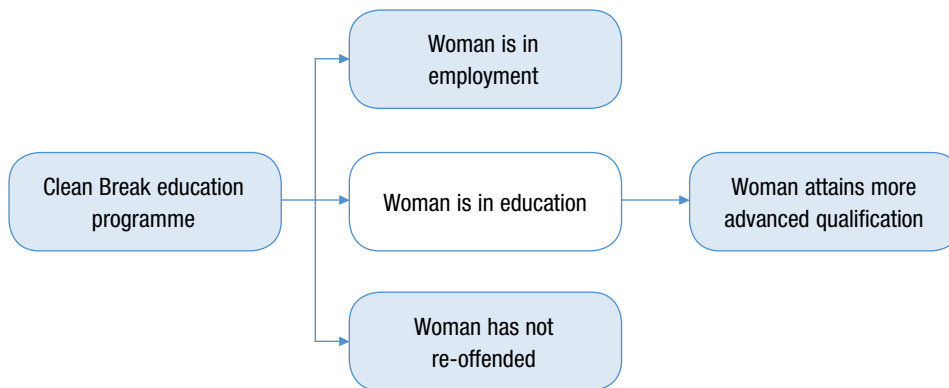 Woman is in
employment
Clean Break education
programme
Woman is in education
Woman attains more
advanced qualification
Woman has not
re-offended